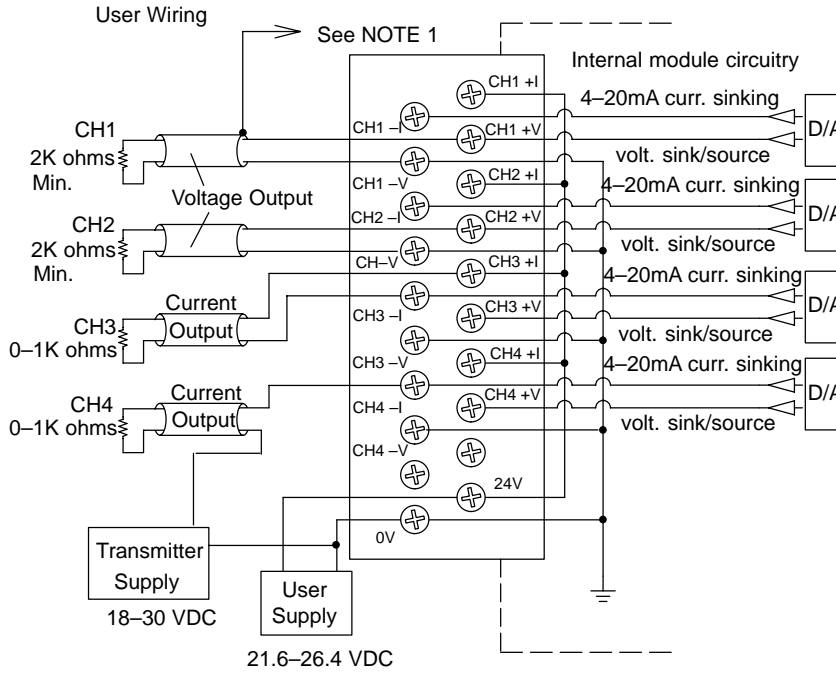 User Wiring
See NOTE 1
Internal module circuitry
CH1 +I
4–20mA curr. sinking
CH1
2K ohms
Min.
CH1 –I
CH1 +V
D/A
volt. sink/source
CH1 –V
CH2 +I
Voltage Output
4–20mA curr. sinking
CH2
2K ohms
Min.
CH2 –I
CH2 +V
D/A
volt. sink/source
CH–V
CH3 +I
4–20mA curr. sinking
Current
Output
CH3
0–1K ohms
CH3 –I
CH3 +V
D/A
volt. sink/source
CH3 –V
CH4 +I
4–20mA curr. sinking
Current
Output
CH4
0–1K ohms
CH4 –I
CH4 +V
D/A
volt. sink/source
CH4 –V
24V
0V
Transmitter
Supply
18–30 VDC
User
Supply
21.6–26.4 VDC